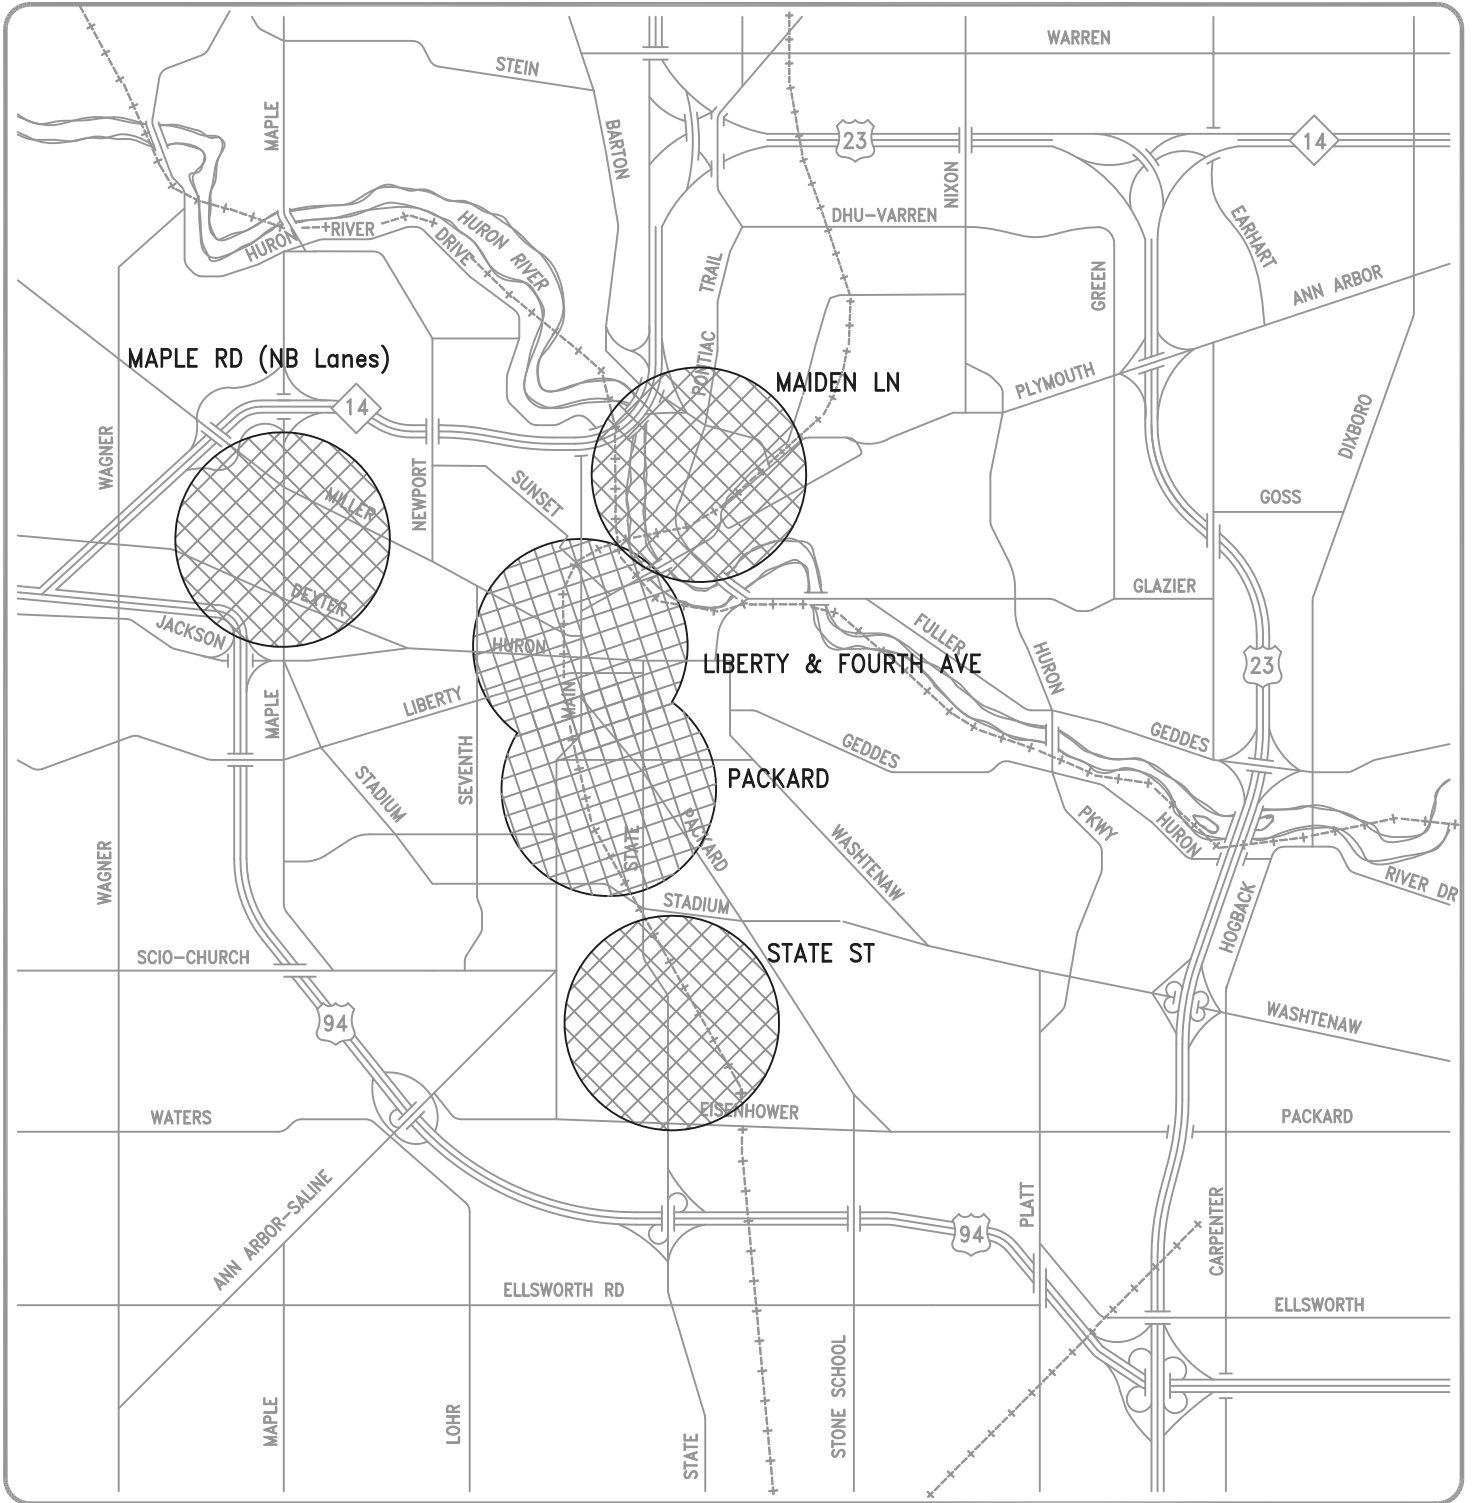 WARREN
STEIN
MAPLE
BARTON
23
14
NIXON
DHU-VARREN
EARHART
HURON
RIVER
DRIVE
HURON RIVER
TRAIL
PONTIAC
GREEN
ANN ARBOR
MAPLE RD (NB Lanes)
MAIDEN LN
PLYMOUTH
14
WAGNER
NEWPORT
SUNSET
MILLER
DIXBORO
GOSS
DEXTER
JACKSON
GLAZIER
FULLER
HURON
HURON
LIBERTY & FOURTH AVE
23
MAPLE
LIBERTY
MAIN
GEDDES
GEDDES
SEVENTH
STADIUM
PACKARD
PACKARD
STATE
PKWY
HURON
WASHTENAW
WAGNER
RIVER DR
STADIUM
HOGBACK
STATE ST
SCIO-CHURCH
94
WASHTENAW
WATERS
EISENHOWER
PACKARD
ANN ARBOR-SALINE
PLATT
CARPENTER
94
ELLSWORTH RD
ELLSWORTH
MAPLE
LOHR
STATE
STONE SCHOOL